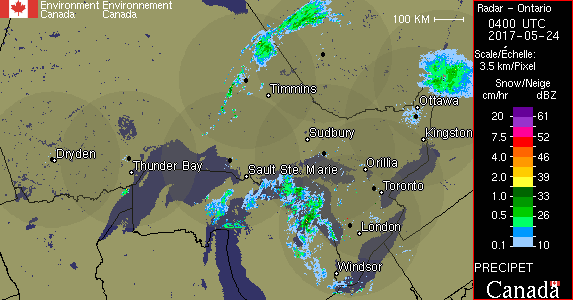 Environment Environnement
Canada Canada
100 KM
Timmins
Ottawa
Sudbury
Kingston
Dryden
Thunder Bay
Sault Ste. Marie
Orillia
Toronto
London
Windsor
Radar - Ontario
0400 UTC
2017-05-24
Scale/Échelle:
3.5 km/Pixel
Snow/Neige
cm/hr dBZ
20 61
7.5 52
4.0 46
2.0 39
1.0 33
0.5 26
0.2 20
0.1 10
PRECIPET
Canada